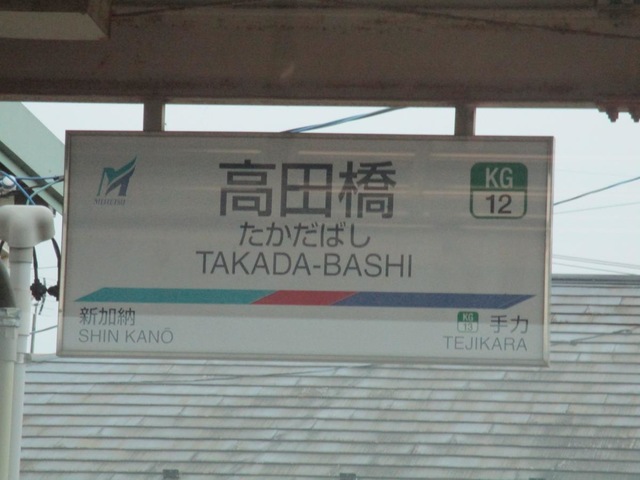 MEITETSU
高田橋
KG
12
たかだばし
TAKADA-BASHI
新加納
SHIN KANŌ
KG
13
手力
TEJIKARA